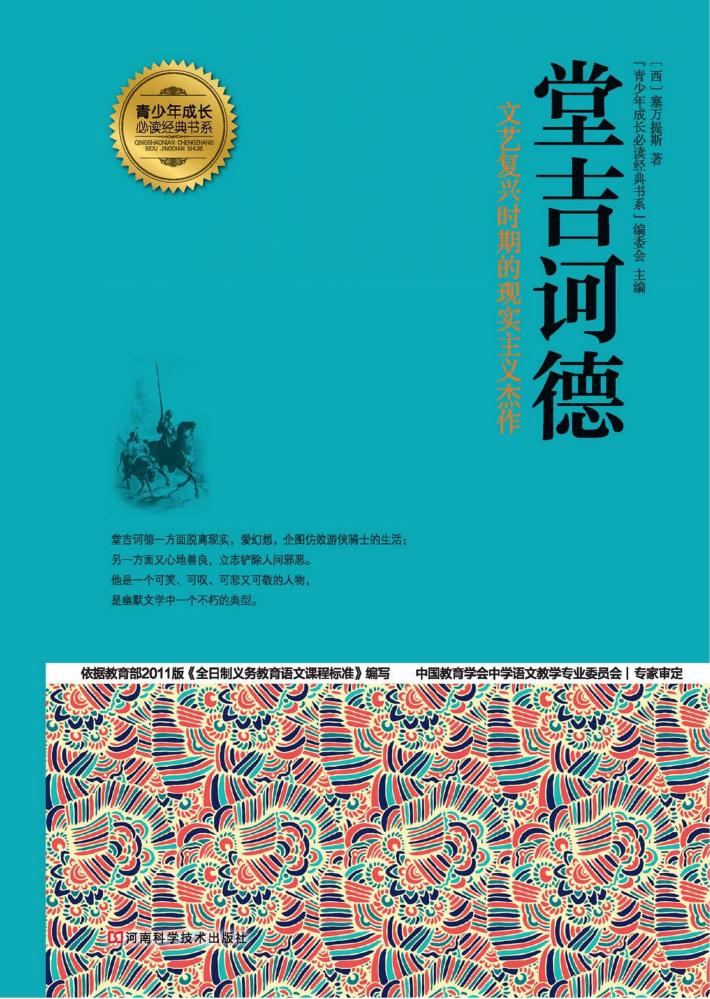 [西]塞万提斯 著
『青少年成长必读经典书系』编委会 主编
堂吉诃德
文艺复兴时期的现实主义杰作
青少年成长
必读经典书系
QINGSHAONIAN CHENGZHANG
BIDU JINGDIAN SHUXI
堂吉诃德一方面脱离现实，爱幻想，企图仿效游侠骑士的生活；
另一方面又心地善良，立志铲除人间邪恶。
他是一个可笑、可叹、可悲又可敬的人物，
是幽默文学中一个不朽的典型。
依据教育部2011版《全日制义务教育语文课程标准》编写 中国教育学会中学语文教学专业委员会 | 专家审定
河南科学技术出版社